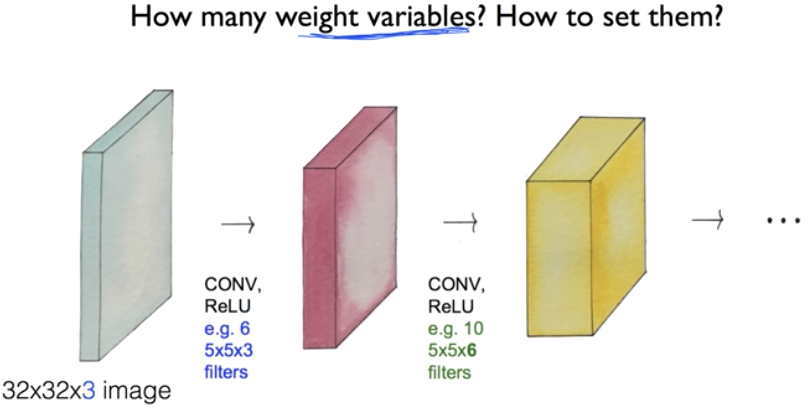 How many weight variables? How to set them?
CONV,
ReLU
e.g. 6
5x5x3
filters
CONV,
ReLU
e.g. 10
5x5x6
filters
...
32x32x3 image